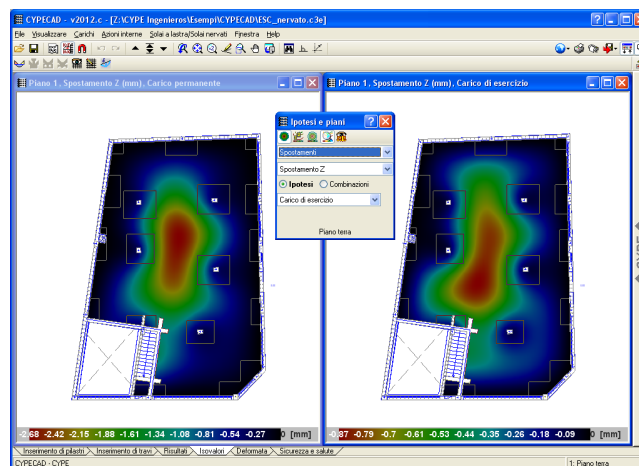 CYPECAD - v2012.c - [Z:\CYPE Ingenieros\Esempi\CYPECAD\ESC_nervato.c3e]
File Visualizzare Carichi Azioni interne Solai a lastra/Solai nervati Finestra Help
Piano 1, Spostamento Z (mm), Carico permanente
Piano 1, Spostamento Z (mm), Carico di esercizio
Ipotesi e piani
Spostamenti
Spostamento Z
Ipotesi Combinazioni
Carico di esercizio
Piano terra
-2.68 -2.42 -2.15 -1.88 -1.61 -1.34 -1.08 -0.81 -0.54 -0.27 0 [mm]
-0.87 -0.79 -0.7 -0.61 -0.53 -0.44 -0.35 -0.26 -0.18 -0.09 0 [mm]
Inserimento di pilastri Inserimento di travi Risultati Isovalori Deformata Sicurezza e salute
CYPECAD - CYPE
1: Piano terra
CYPE